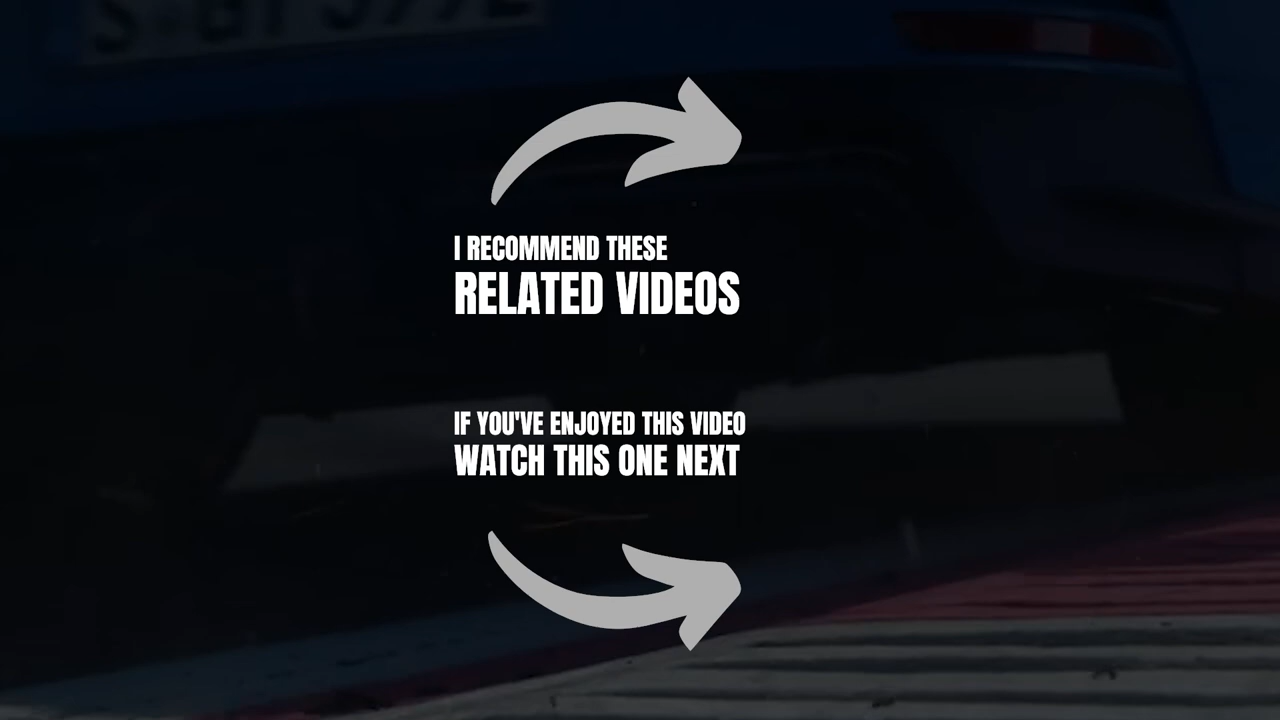 I RECOMMEND THESE
RELATED VIDEOS
IF YOU'VE ENJOYED THIS VIDEO
WATCH THIS ONE NEXT